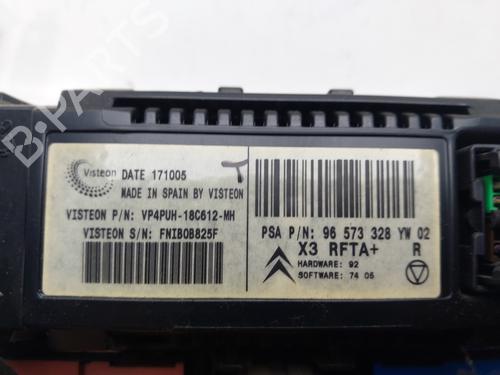 B-PARTS
Visteon DATE 171005
MADE IN SPAIN BY VISTEON
VISTEON P/N: VP4PUH-18C612-MH
VISTEON S/N: FNIBOB825F
PSA P/N: 96 573 328 YW 02
X3 RFTA+ R
HARDWARE: 92
SOFTWARE: 74 05